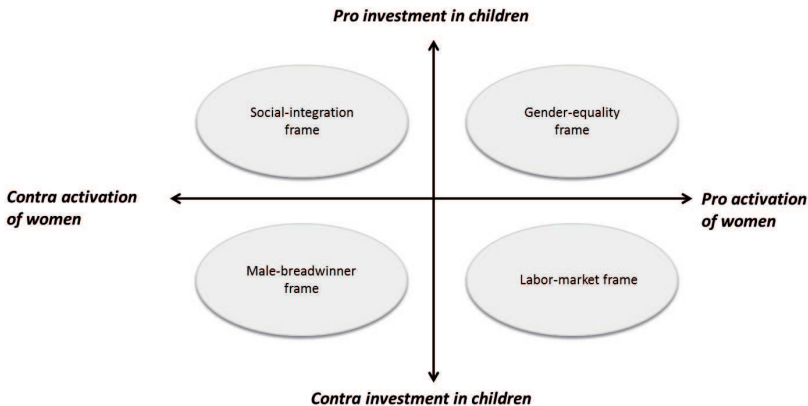 Pro investment in children
Social-integration
frame
Gender-equality
frame
Contra activation
of women
Pro activation
of women
Male-breadwinner
frame
Labor-market frame
Contra investment in children